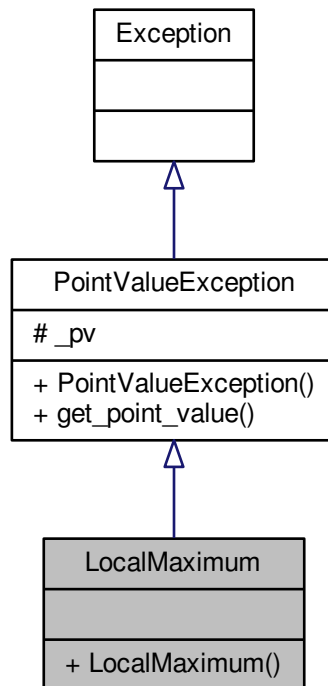 Exception
PointValueException
# _pv
+ PointValueException()
+ get_point_value()
LocalMaximum
+ LocalMaximum()